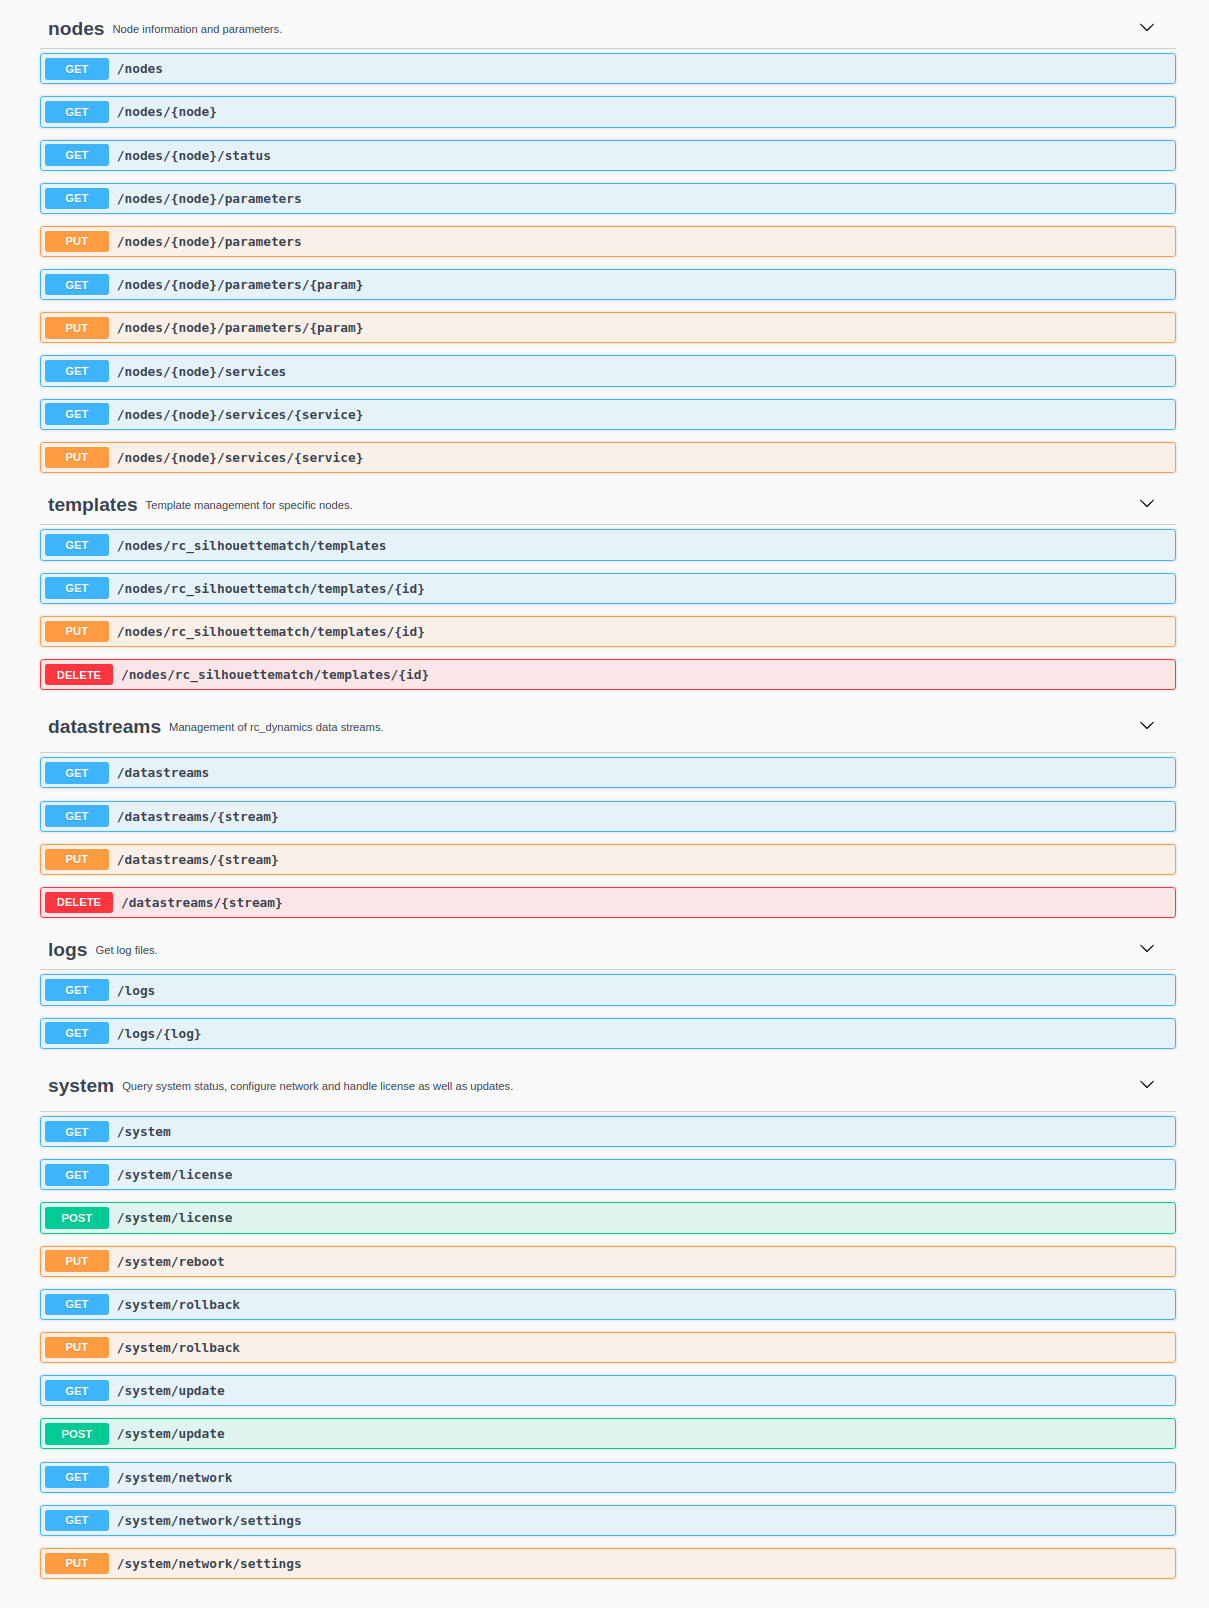 nodes Node information and parameters.
GET /nodes
GET /nodes/{node}
GET /nodes/{node}/status
GET /nodes/{node}/parameters
PUT /nodes/{node}/parameters
GET /nodes/{node}/parameters/{param}
PUT /nodes/{node}/parameters/{param}
GET /nodes/{node}/services
GET /nodes/{node}/services/{service}
PUT /nodes/{node}/services/{service}
templates Template management for specific nodes.
GET /nodes/rc_silhouettematch/templates
GET /nodes/rc_silhouettematch/templates/{id}
PUT /nodes/rc_silhouettematch/templates/{id}
DELETE /nodes/rc_silhouettematch/templates/{id}
datastreams Management of rc_dynamics data streams.
GET /datastreams
GET /datastreams/{stream}
PUT /datastreams/{stream}
DELETE /datastreams/{stream}
logs Get log files.
GET /logs
GET /logs/{log}
system Query system status, configure network and handle license as well as updates.
GET /system
GET /system/license
POST /system/license
PUT /system/reboot
GET /system/rollback
PUT /system/rollback
GET /system/update
POST /system/update
GET /system/network
GET /system/network/settings
PUT /system/network/settings